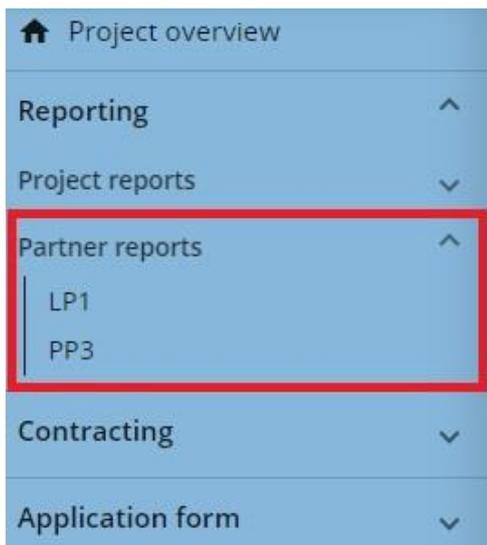 Project overview
Reporting
Project reports
Partner reports
LP1
PP3
Contracting
Application form